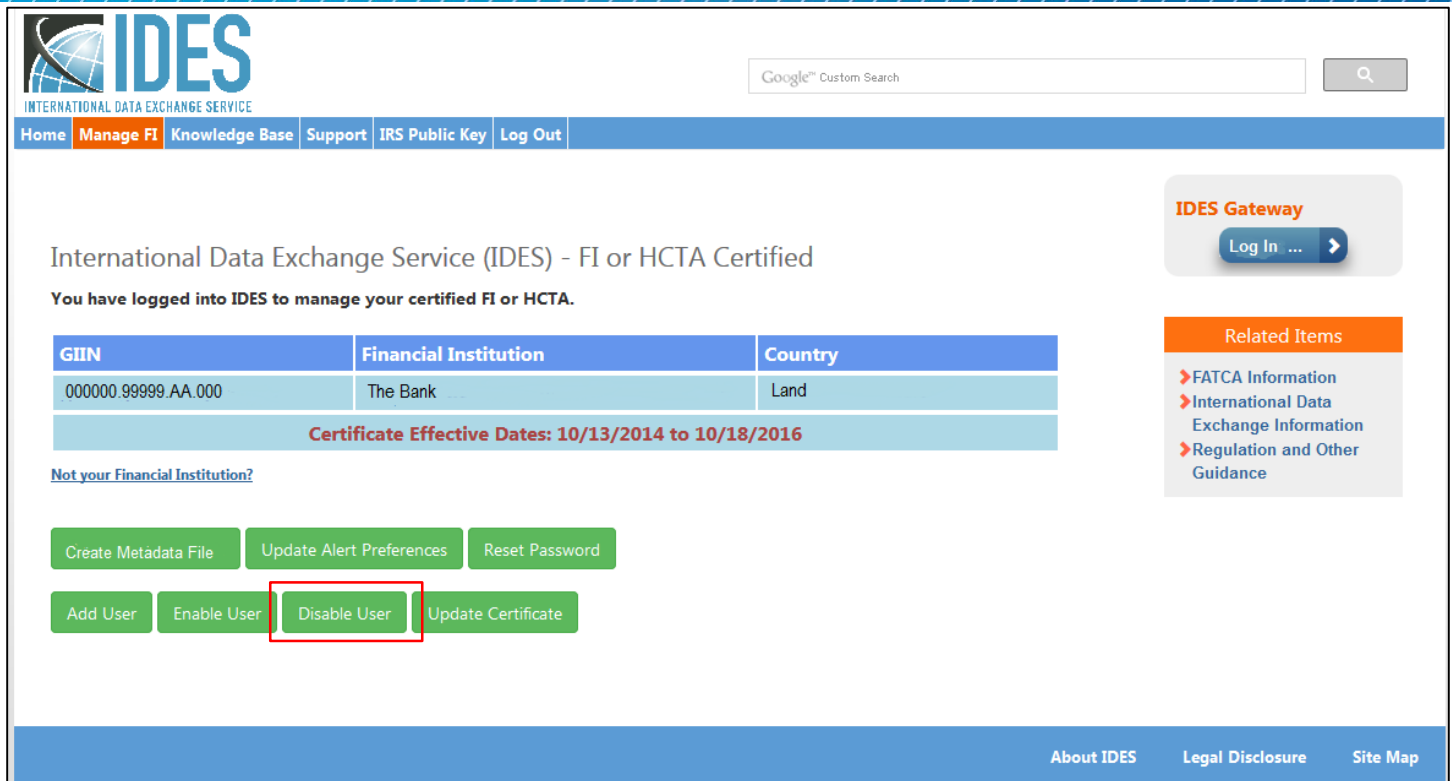 IDES
INTERNATIONAL DATA EXCHANGE SERVICE
Google™ Custom Search
Home Manage FI Knowledge Base Support IRS Public Key Log Out
IDES Gateway
Log In ...
International Data Exchange Service (IDES) - FI or HCTA Certified
You have logged into IDES to manage your certified FI or HCTA.
GIIN Financial Institution Country
000000.99999.AA.000 The Bank Land
Certificate Effective Dates: 10/13/2014 to 10/18/2016
Not your Financial Institution?
Related Items
FATCA Information
International Data
Exchange Information
Regulation and Other
Guidance
Create Metadata File Update Alert Preferences Reset Password
Add User Enable User Disable User Update Certificate
About IDES Legal Disclosure Site Map